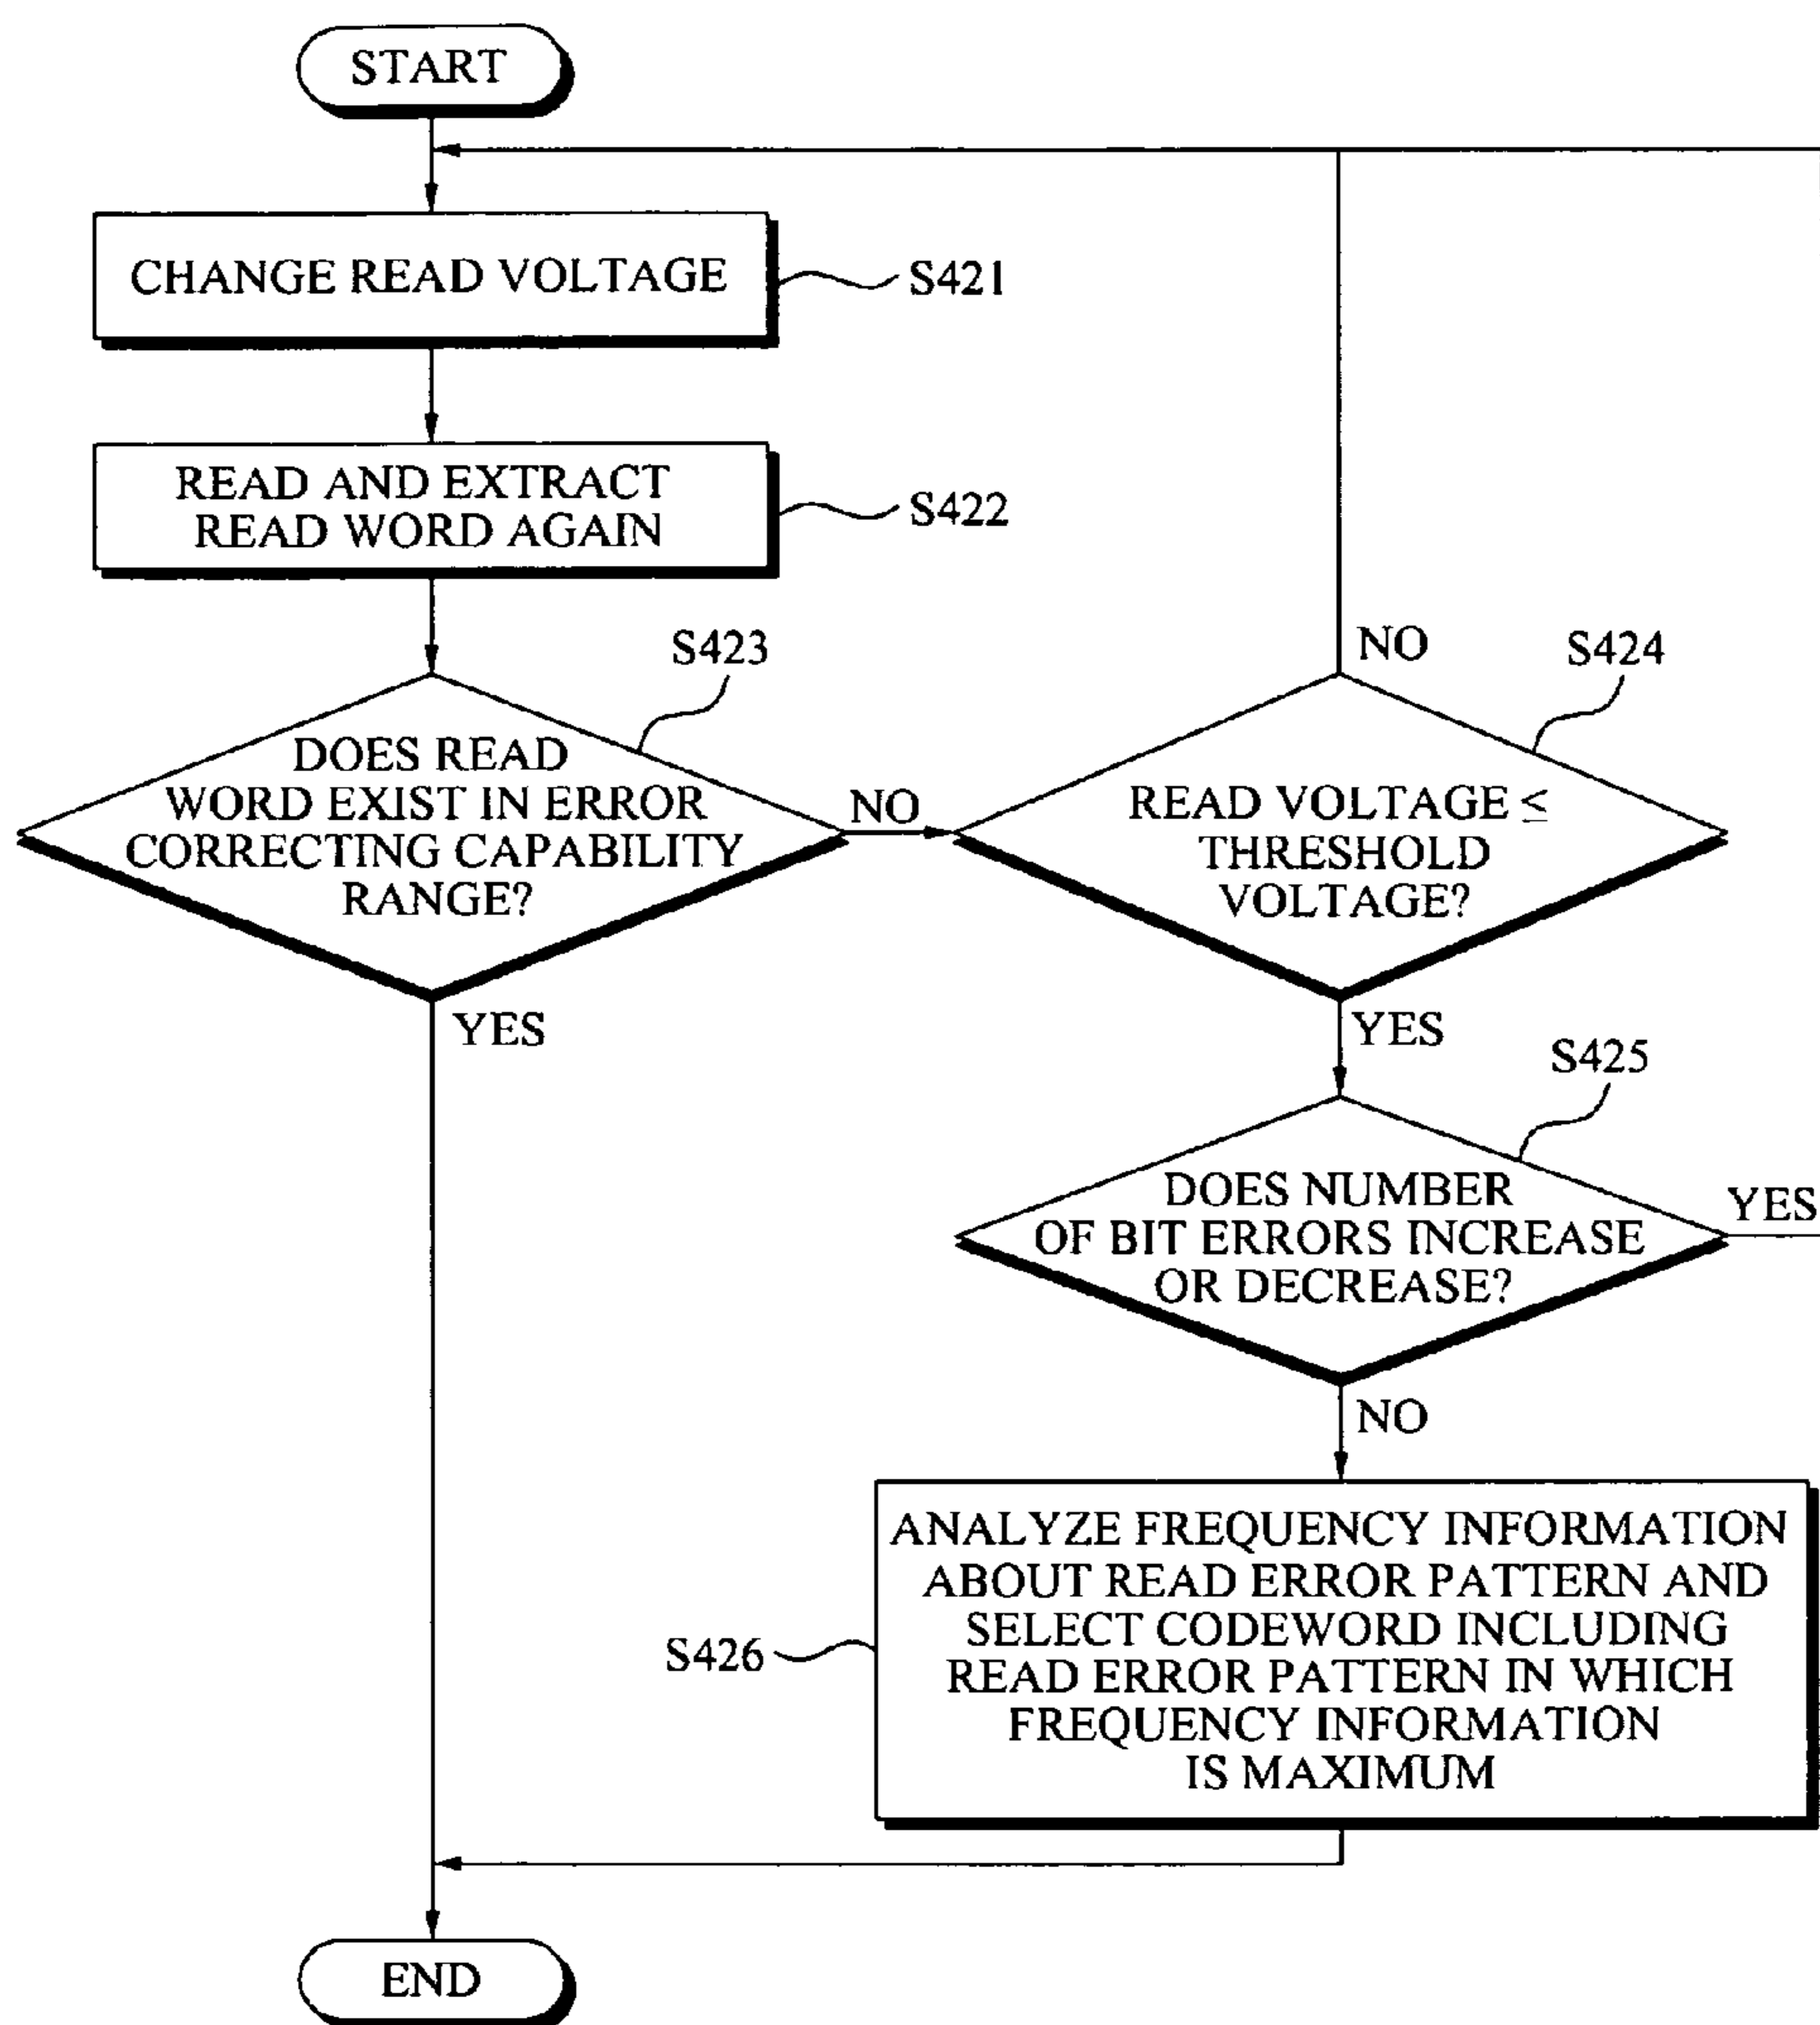 START
CHANGE READ VOLTAGE
S421
READ AND EXTRACT
READ WORD AGAIN
S422
S423
DOES READ
WORD EXIST IN ERROR
CORRECTING CAPABILITY
RANGE?
NO
YES
NO
S424
READ VOLTAGE ≤
THRESHOLD
VOLTAGE?
YES
S425
DOES NUMBER
OF BIT ERRORS INCREASE
OR DECREASE?
YES
NO
ANALYZE FREQUENCY INFORMATION
ABOUT READ ERROR PATTERN AND
SELECT CODEWORD INCLUDING
READ ERROR PATTERN IN WHICH
FREQUENCY INFORMATION
IS MAXIMUM
S426
END